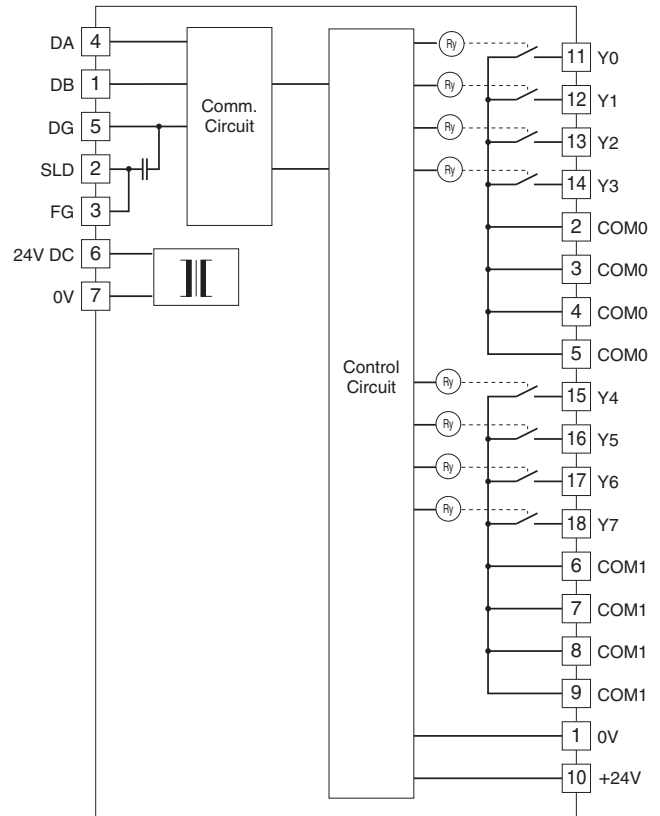 DA 4
DB 1
DG 5
SLD 2
FG 3
24V DC 6
0V 7
Comm.
Circuit
Control
Circuit
Ry 11 Y0
Ry 12 Y1
Ry 13 Y2
Ry 14 Y3
2 COM0
3 COM0
4 COM0
5 COM0
Ry 15 Y4
Ry 16 Y5
Ry 17 Y6
Ry 18 Y7
6 COM1
7 COM1
8 COM1
9 COM1
1 0V
10 +24V